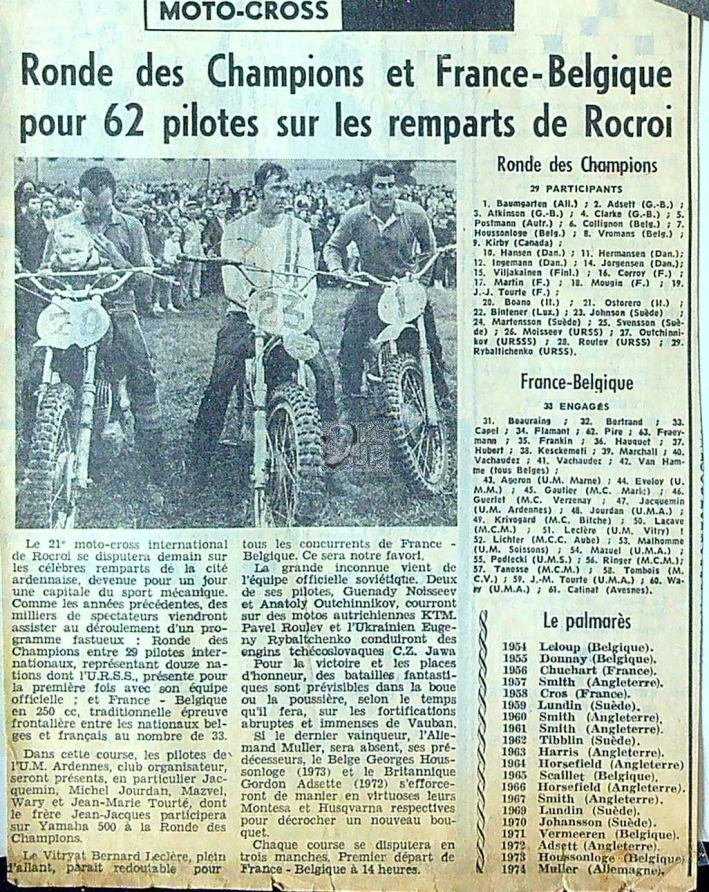 MOTO-CROSS
Ronde des Champions et France-Belgique
pour 62 pilotes sur les remparts de Rocroi
Le 21e moto-cross international
de Rocroi se disputera demain sur
les célèbres remparts de la cité
ardennaise, devenue pour un jour
une capitale du sport mécanique.
Comme les années précédentes, des
milliers de spectateurs viendront
assister au déroulement d'un pro-
gramme fastueux : Ronde des
Champions entre 29 pilotes inter-
nationaux, représentant douze na-
tions dont l'U.R.S.S., présente pour
la première fois avec son équipe
officielle ; et France - Belgique
en 250 cc, traditionnelle épreuve
frontalière entre les nationaux bel-
ges et français au nombre de 33.
Dans cette course, les pilotes de
l'U.M. Ardennes, club organisateur,
seront présents, en particulier Jac-
quemin, Michel Jourdan, Mazvel,
Wary et Jean-Marie Tourté, dont
le frère Jean-Jacques participera
sur Yamaha 500 à la Ronde des
Champions.
Le Vitryat Bernard Leclère, plein
d'allant, paraît redoutable pour
tous les concurrents de France -
Belgique. Ce sera notre favori.
La grande inconnue vient de
l'équipe officielle soviétique. Deux
de ses pilotes, Guenady Noisseev
et Anatoly Outchinnikov, courront
sur des motos autrichiennes KTM.
Pavel Roulev et l'Ukrainien Euge-
ny Rybaltchenko conduiront des
engins tchécoslovaques C.Z. Jawa
Pour la victoire et les places
d'honneur, des batailles fantasti-
ques sont prévisibles dans la boue
ou la poussière, selon le temps
qu'il fera, sur les fortifications
abruptes et immenses de Vauban.
Si le dernier vainqueur, l'Alle-
mand Muller, sera absent, ses pré-
décesseurs, le Belge Georges Hous-
sonloge (1973) et le Britannique
Gordon Adsette (1972) s'efforce-
ront de manier en virtuoses leurs
Montesa et Husqvarna respectives
pour décrocher un nouveau bou-
quet.
Chaque course se disputera en
trois manches. Premier départ de
France - Belgique à 14 heures.
Ronde des Champions
29 PARTICIPANTS
1. Baumgarten (All.) ; 2. Adsett (G.-B.) ;
3. Atkinson (G.-B.) ; 4. Clarke (G.-B.) ; 5.
Postmann (Autr.) ; 6. Collignon (Belg.) ; 7.
Houssonloge (Belg.) ; 8. Vromans (Belg.) ;
9. Kirby (Canada) ;
10. Hansen (Dan.) ; 11. Hermansen (Dan.);
12. Ingemann (Dan.) ; 14. Jorgensen (Dan.);
15. Viljakainen (Finl.) ; 16. Corroy (F.) ;
17. Martin (F.) ; 18. Mougin (F.) ; 19.
J.-J. Tourte (F.) ;
20. Boano (It.) ; 21. Ostorero (It.) ;
22. Bintener (Lux.) ; 23. Johnson (Suède) ;
24. Martensson (Suède) ; 25. Svensson (Suè-
de) ; 26. Moisseev (URSS) ; 27. Outchinni-
kov (URSSS) ; 28. Roulev (URSS) ; 29.
Rybaltichenko (URSS).
France-Belgique
33 ENGAGÉS
31. Beauraing ; 32. Bertrand ; 33.
Capel ; 34. Flamant ; 62. Pire ; 63. Fraey-
mann ; 35. Frankin ; 36. Hauquet ; 37.
Hubert ; 38. Kesckemeti ; 39. Marchall ; 40.
Vachaudez ; 41. Vachaudez ; 42. Van Ham-
me (tous Belges) ;
43. Ageron (U.M. Marne) ; 44. Eveloy (U.
M.M.) ; 45. Gautier (M.C. Marle) ; 46.
Guerlet (M.C. Verzenay ; 47. Jacquemin
(U.M. Ardennes) ; 48. Jourdan (U.M.A.) ;
49. Krivogard (M.C. Bitche) ; 50. Lacave
(M.C.M.) ; 51. Leclère (U.M. Vitry) ;
52. Lichter (M.C.C. Aube) ; 53. Malhomme
(U.M. Soissons) ; 54. Mazuel (U.M.A.) ;
55. Podlecki (U.M.S.) ; 56. Ringer (M.C.M.);
57. Tanesse (M.C.M.) ; 58. Tombois (M.
C.V.) ; 59. J.-M. Tourte (U.M.A.) ; 60. Wa-
ry (U.M.A.) ; 61. Catinat (Avesnes).
Le palmarès
1954 Leloup (Belgique).
1955 Donnay (Belgique).
1956 Chuchart (France).
1957 Smith (Angleterre).
1958 Cros (France).
1959 Lundin (Suède).
1960 Smith (Angleterre).
1961 Smith (Angleterre).
1962 Tibblin (Suède).
1963 Harris (Angleterre).
1964 Horsefield (Angleterre)
1965 Scaillet (Belgique).
1966 Horsefield (Angleterre).
1967 Smith (Angleterre).
1969 Lundin (Suède).
1970 Johansson (Suède).
1971 Vermeeren (Belgique).
1972 Adsett (Angleterre).
1973 Houssonloge (Belgique)
1974 Muller (Allemagne).